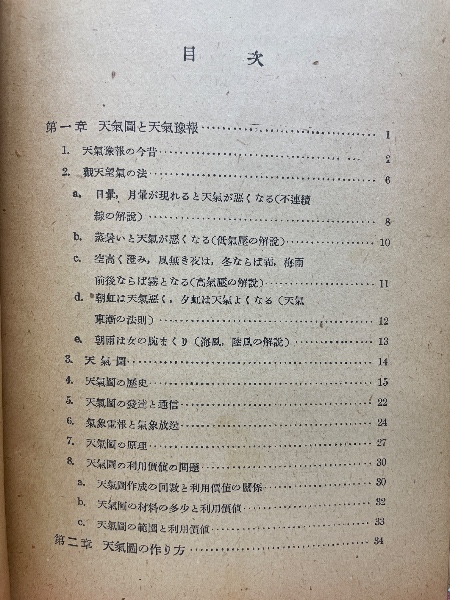 目 次
第一章 天氣圖と天氣豫報 1
1. 天氣豫報の今昔 2
2. 觀天望氣の法 6
a. 日暈，月暈が現れると天氣が悪くなる(不連續
線の解說) 8
b. 蒸暑いと天氣が悪くなる(低氣壓の解說) 10
c. 空高く澄み，風無き夜は，冬ならば霜，梅雨
前後ならば霧となる(高氣壓の解說) 11
d. 朝虹は天氣悪く，夕虹は天氣よくなる(天氣
東漸の法則) 12
e. 朝雨は女の腕まくり(海風，陸風の解說) 13
3. 天氣圖 14
4. 天氣圖の歷史 15
5. 天氣圖の發達と通信 22
6. 氣象電報と氣象放送 24
7. 天氣圖の原理 27
8. 天氣圖の利用價値の問題 30
a. 天氣圖作成の回數と利用價値の關係 30
b. 天氣圖の材料の多少と利用價値 32
c. 天氣圖の範圍と利用價値 33
第二章 天氣圖の作り方 34